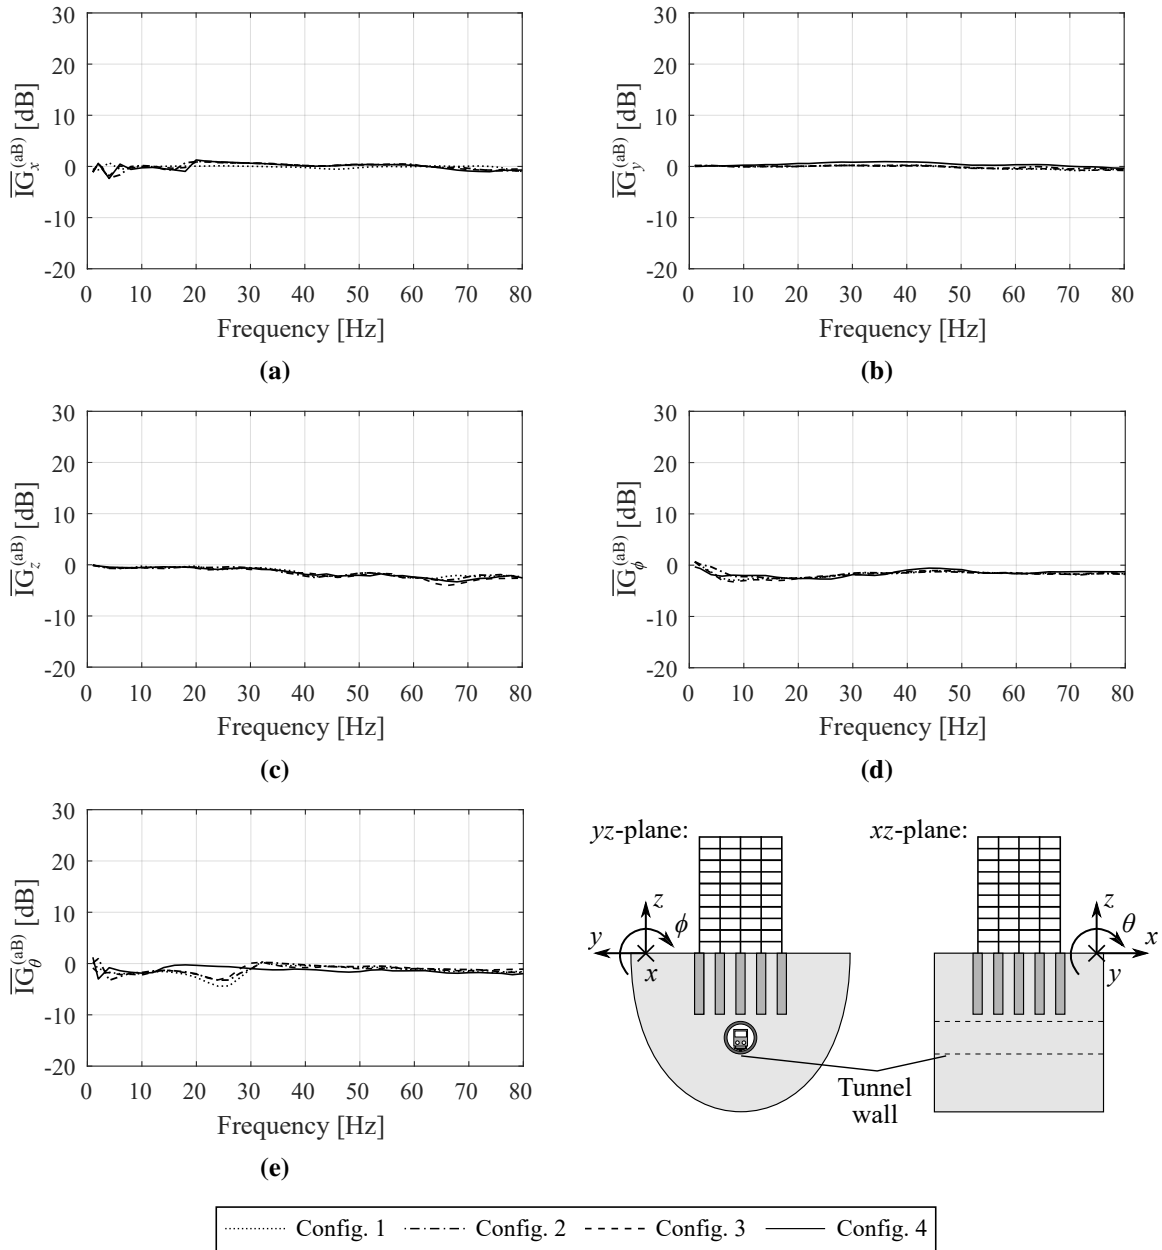 30
20
10
0
-10
-20
0 10 20 30 40 50 60 70 80
IG_x^(aB) [dB]
Frequency [Hz]
(a)
30
20
10
0
-10
-20
0 10 20 30 40 50 60 70 80
IG_y^(aB) [dB]
Frequency [Hz]
(b)
30
20
10
0
-10
-20
0 10 20 30 40 50 60 70 80
IG_z^(aB) [dB]
Frequency [Hz]
(c)
30
20
10
0
-10
-20
0 10 20 30 40 50 60 70 80
IG_ϕ^(aB) [dB]
Frequency [Hz]
(d)
30
20
10
0
-10
-20
0 10 20 30 40 50 60 70 80
IG_θ^(aB) [dB]
Frequency [Hz]
(e)
yz-plane:
z
ϕ
y
x
xz-plane:
z
θ
x
y
Tunnel
wall
Config. 1 Config. 2 Config. 3 Config. 4